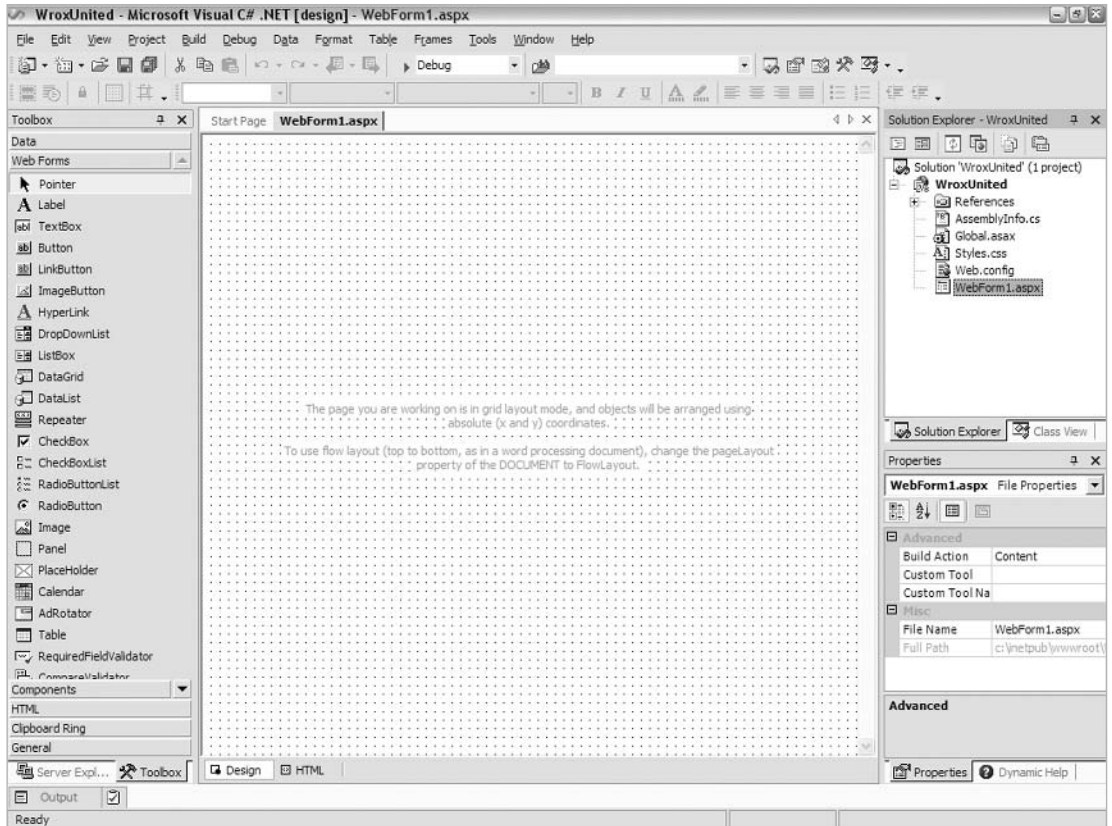 WroxUnited - Microsoft Visual C# .NET [design] - WebForm1.aspx
File Edit View Project Build Debug Data Format Table Frames Tools Window Help
Debug
Toolbox
Data
Web Forms
Pointer
Label
TextBox
Button
LinkButton
ImageButton
HyperLink
DropDownList
ListBox
DataGrid
DataList
Repeater
CheckBox
CheckBoxList
RadioButtonList
RadioButton
Image
Panel
PlaceHolder
Calendar
AdRotator
Table
RequiredFieldValidator
CompareValidator
Components
HTML
Clipboard Ring
General
Server Expl... Toolbox
Start Page WebForm1.aspx
The page you are working on is in grid layout mode, and objects will be arranged using
absolute (x and y) coordinates.
To use flow layout (top to bottom, as in a word processing document), change the pageLayout
property of the DOCUMENT to FlowLayout.
Design HTML
Solution Explorer - WroxUnited
Solution 'WroxUnited' (1 project)
WroxUnited
References
AssemblyInfo.cs
Global.asax
Styles.css
Web.config
WebForm1.aspx
Solution Explorer Class View
Properties
WebForm1.aspx File Properties
Advanced
Build Action Content
Custom Tool
Custom Tool Na
Misc
File Name WebForm1.aspx
Full Path c:\inetpub\wwwroot\
Advanced
Properties Dynamic Help
Output
Ready